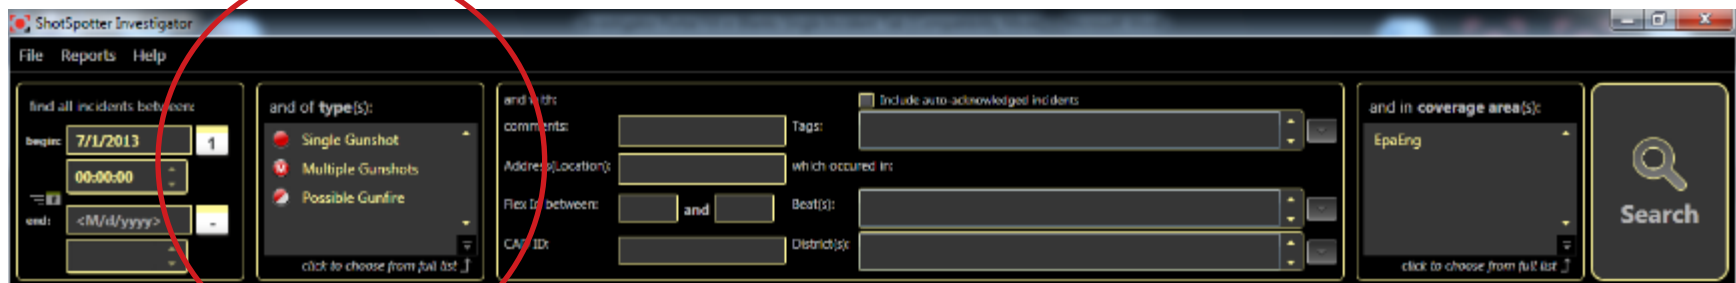 ShotSpotter Investigator
File Reports Help
find all incidents between:
begin: 7/1/2013 1
00:00:00
end: <M/d/yyyy> -
and of type(s):
Single Gunshot
M Multiple Gunshots
Possible Gunfire
click to choose from full list
and with:
Include auto-acknowledged incidents
comments:
Tags:
Address(Location):
which occured in:
Flex ID between: and
Beat(s):
CAD ID:
District(s):
and in coverage area(s):
EpaEng
click to choose from full list
Search